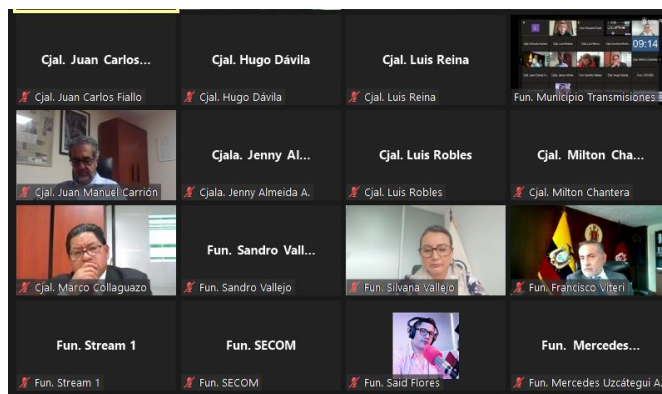 Cjal. Juan Carlos...
Cjal. Juan Carlos Fiallo
Cjal. Hugo Dávila
Cjal. Hugo Dávila
Cjal. Luis Reina
Cjal. Luis Reina
09:14
Fun. Municipio Transmisiones
Cjal. Juan Manuel Carrión
Cjala. Jenny Al...
Cjala. Jenny Almeida A.
Cjal. Luis Robles
Cjal. Luis Robles
Cjal. Milton Cha...
Cjal. Milton Chantera
Cjal. Marco Collaguazo
Fun. Sandro Vall...
Fun. Sandro Vallejo
Fun. Silvana Vallejo
Fun. Francisco Viteri
Fun. Stream 1
Fun. Stream 1
Fun. SECOM
Fun. SECOM
Fun. Said Flores
Fun. Mercedes...
Fun. Mercedes Uzcátegui A.